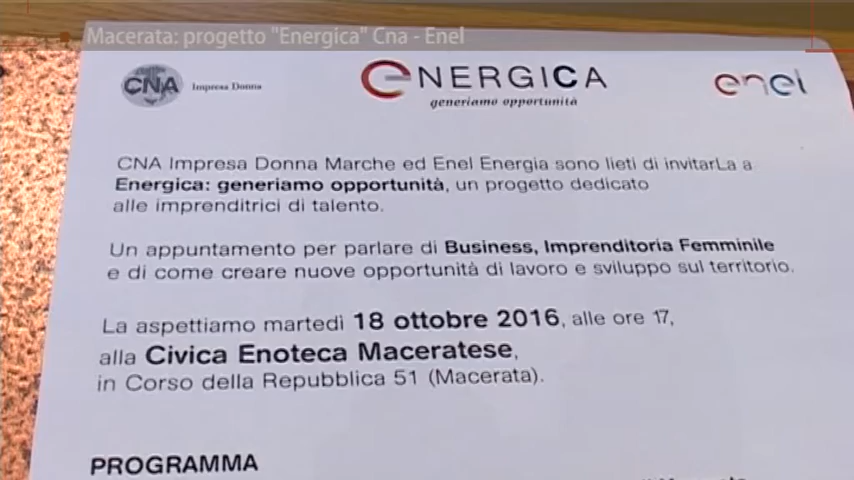 Macerata: progetto "Energica" Cna - Enel
CNA Impresa Donna
eNERGICA
generiamo opportunità
enel
CNA Impresa Donna Marche ed Enel Energia sono lieti di invitarLa a
Energica: generiamo opportunità, un progetto dedicato
alle imprenditrici di talento.
Un appuntamento per parlare di Business, Imprenditoria Femminile
e di come creare nuove opportunità di lavoro e sviluppo sul territorio.
La aspettiamo martedì 18 ottobre 2016, alle ore 17,
alla Civica Enoteca Maceratese,
in Corso della Repubblica 51 (Macerata).
PROGRAMMA